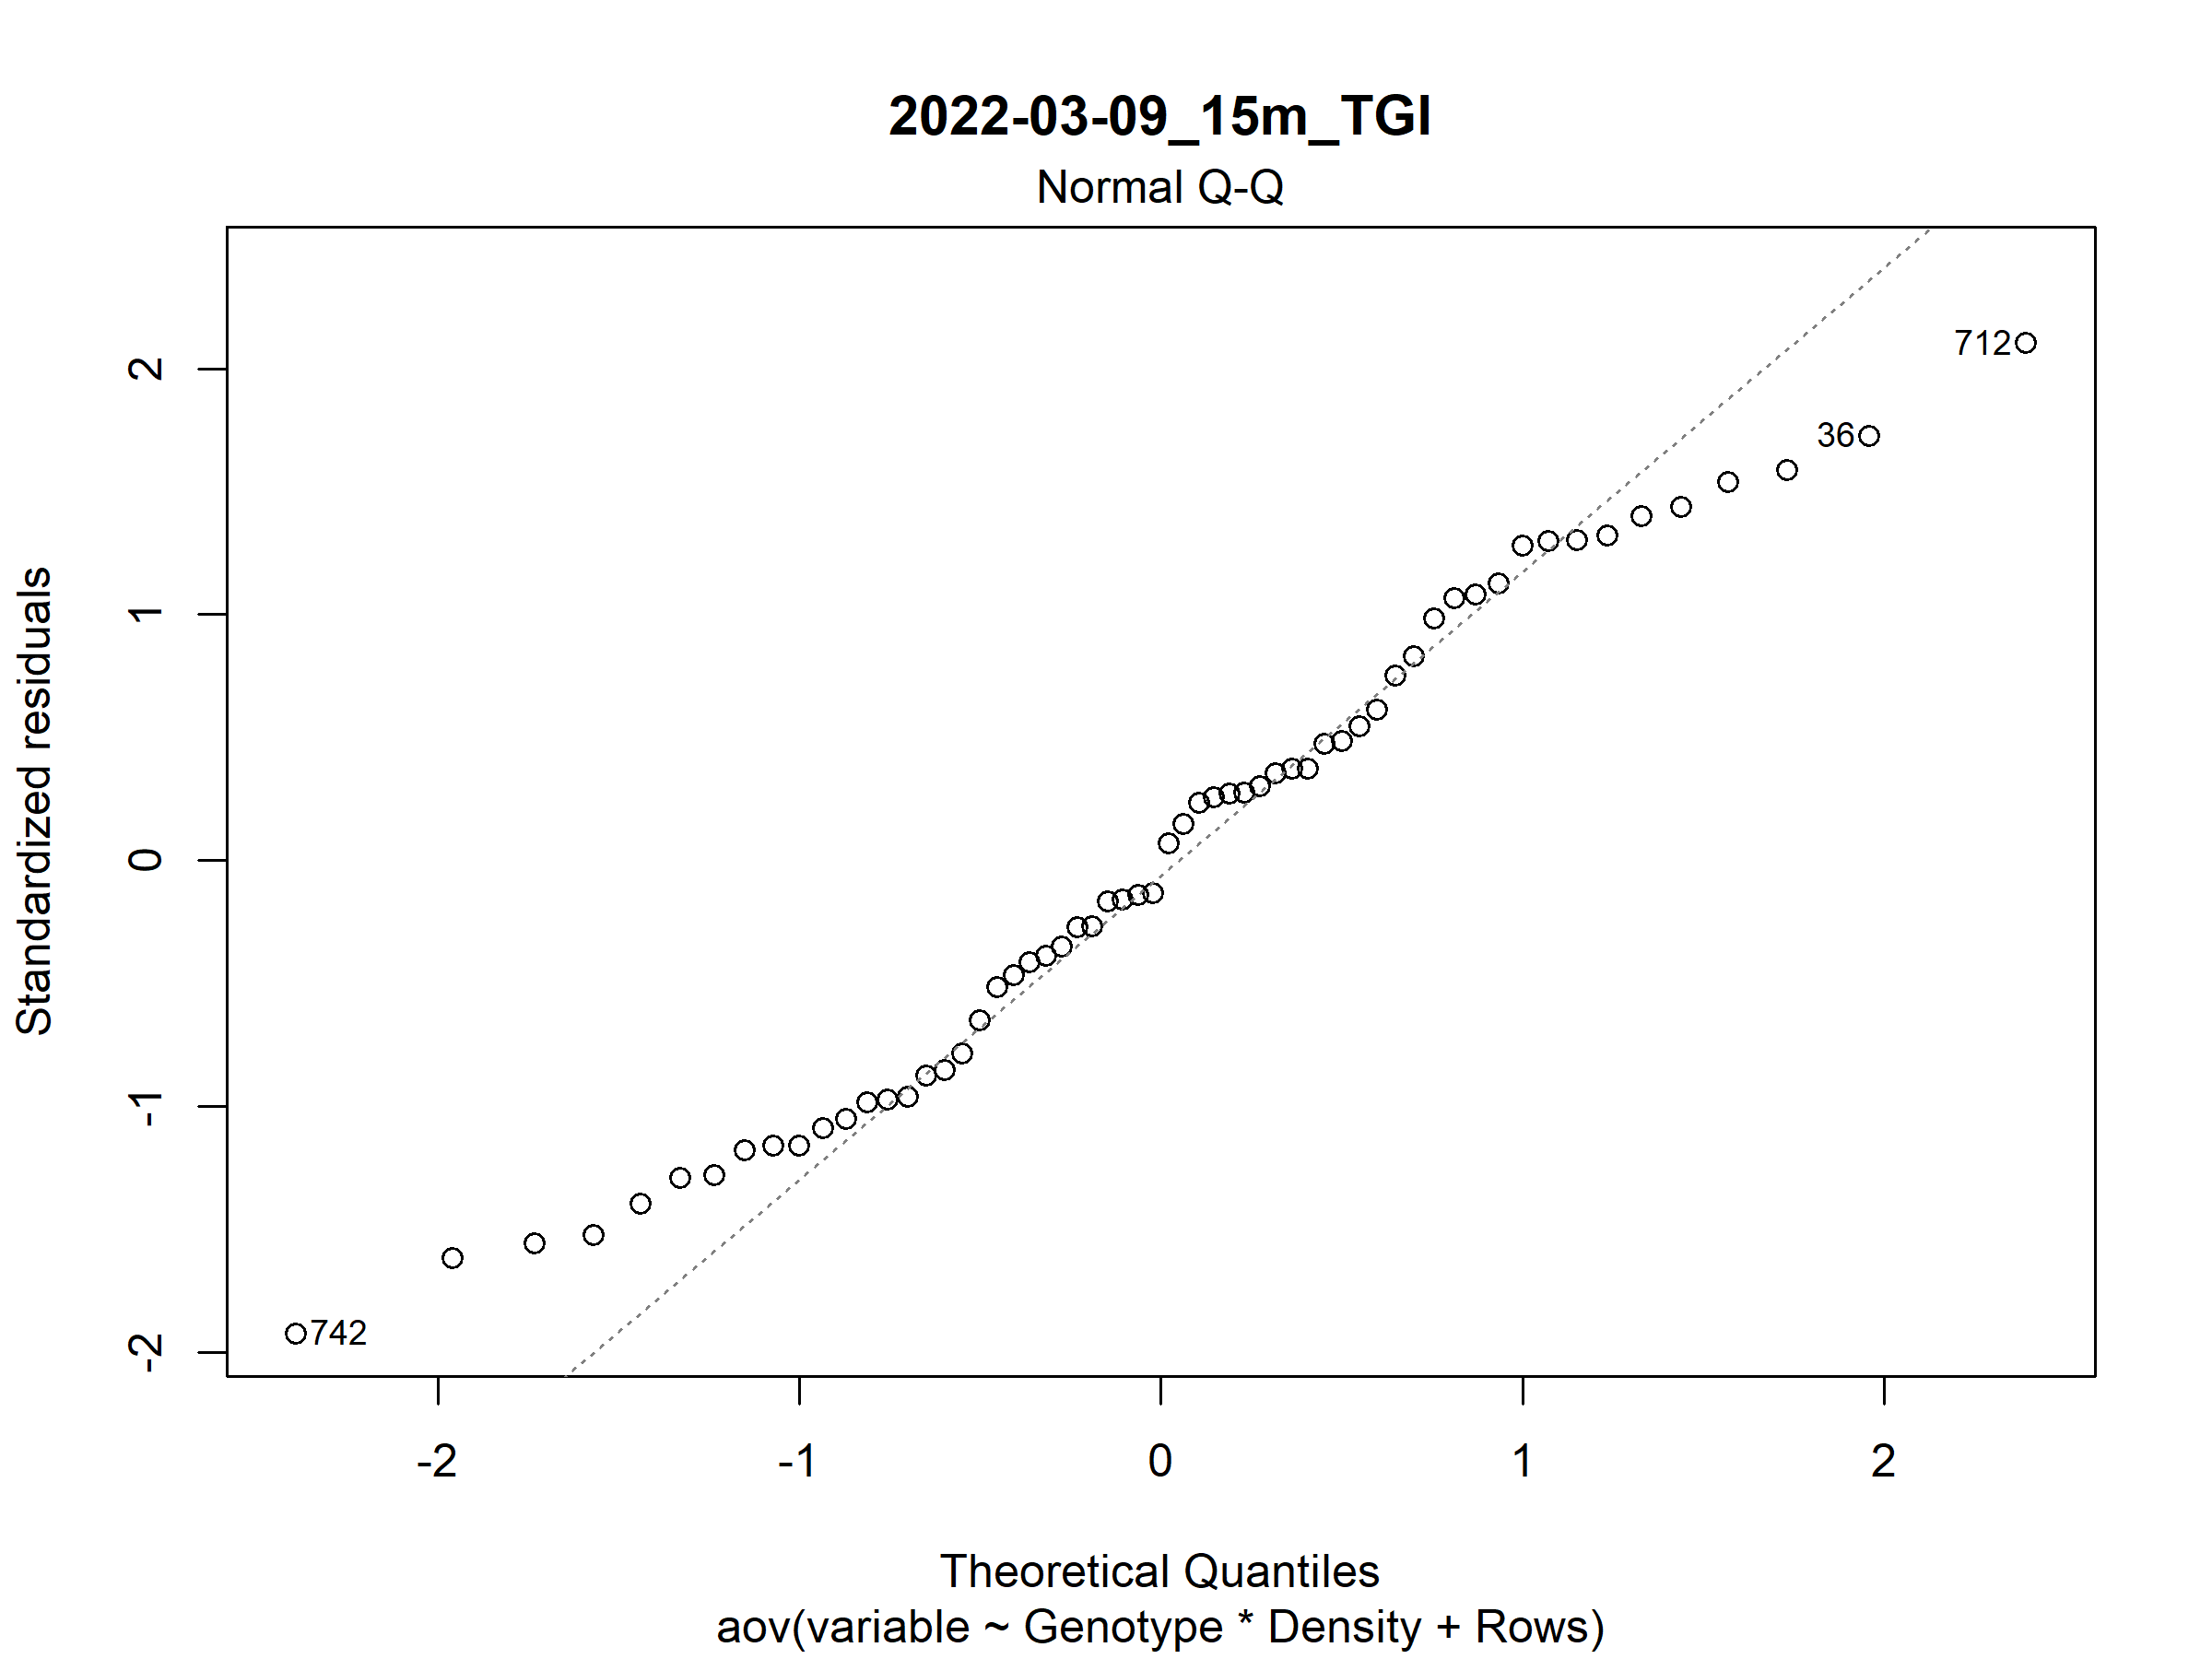 2022-03-09_15m_TGI
Normal Q-Q
Standardized residuals
2
1
0
-1
-2
712
36
742
-2
-1
0
1
2
Theoretical Quantiles
aov(variable ~ Genotype * Density + Rows)